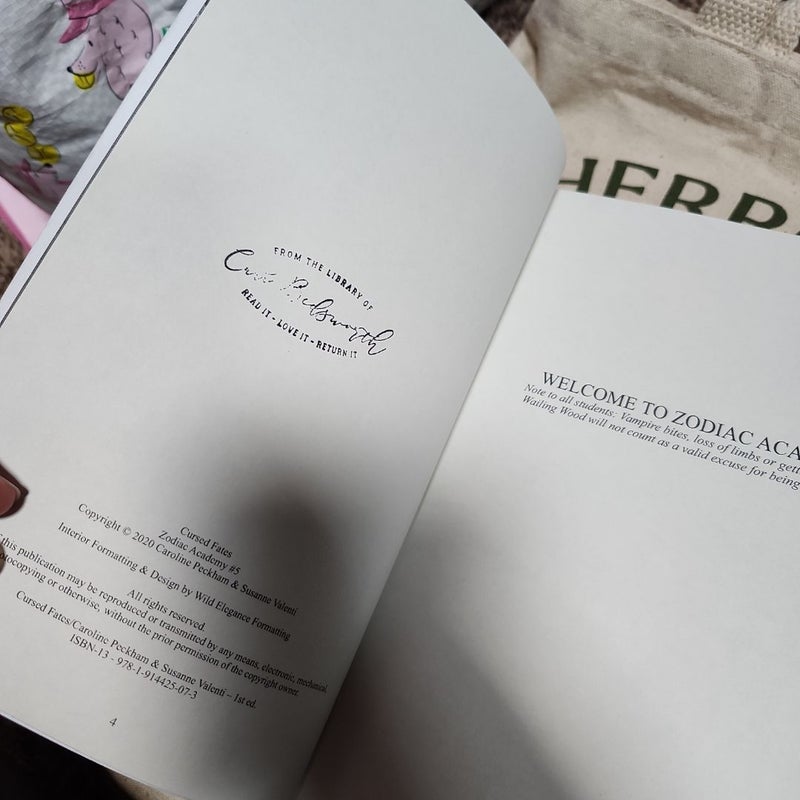 FROM THE LIBRARY OF
READ IT - LOVE IT - RETURN IT
Cursed Fates
Zodiac Academy #5
Copyright © 2020 Caroline Peckham & Susanne Valenti
Interior Formatting & Design by Wild Elegance Formatting
All rights reserved.
this publication may be reproduced or transmitted by any means, electronic, mechanical,
otocopying or otherwise, without the prior permission of the copyright owner.
Cursed Fates/Caroline Peckham & Susanne Valenti – 1st ed.
ISBN-13 - 978-1-914425-07-3
4
WELCOME TO ZODIAC ACA
Note to all students: Vampire bites, loss of limbs or gett
Wailing Wood will not count as a valid excuse for being
HERB